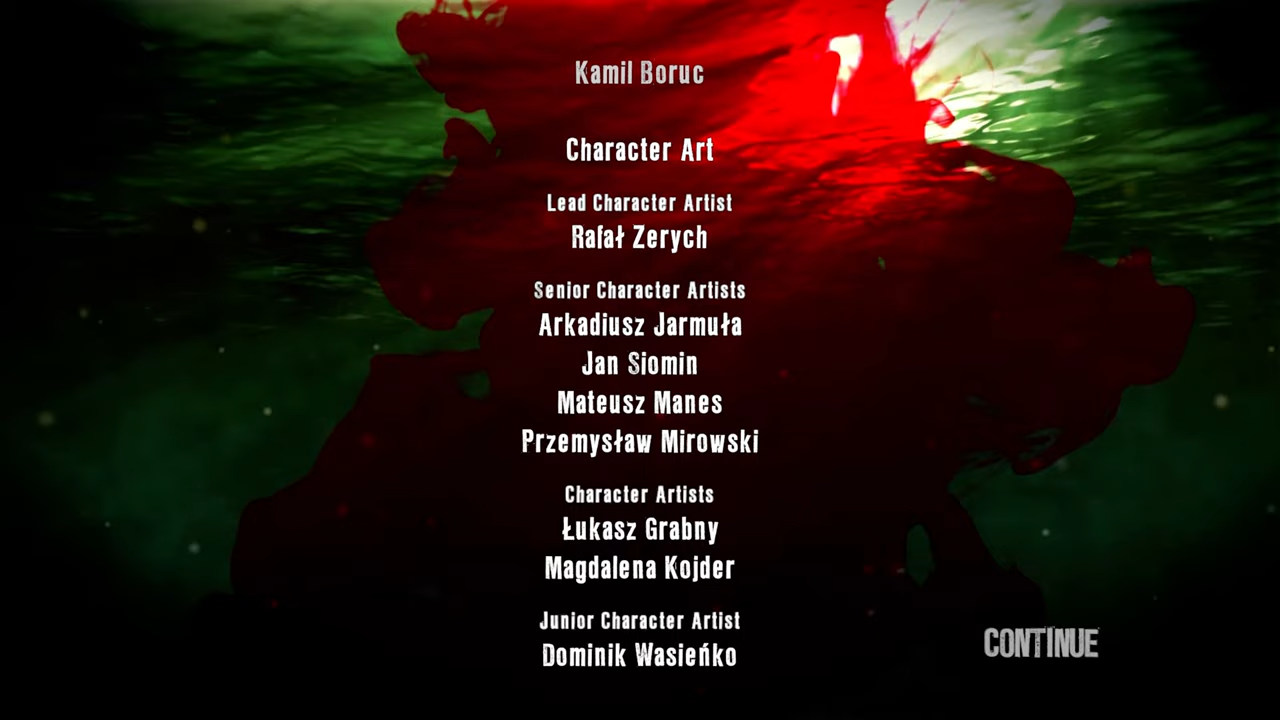 Kamil Boruc
Character Art
Lead Character Artist
Rafał Zerych
Senior Character Artists
Arkadiusz Jarmuła
Jan Siomin
Mateusz Manes
Przemysław Mirowski
Character Artists
Łukasz Grabny
Magdalena Kojder
Junior Character Artist
Dominik Wasieńko
CONTINUE